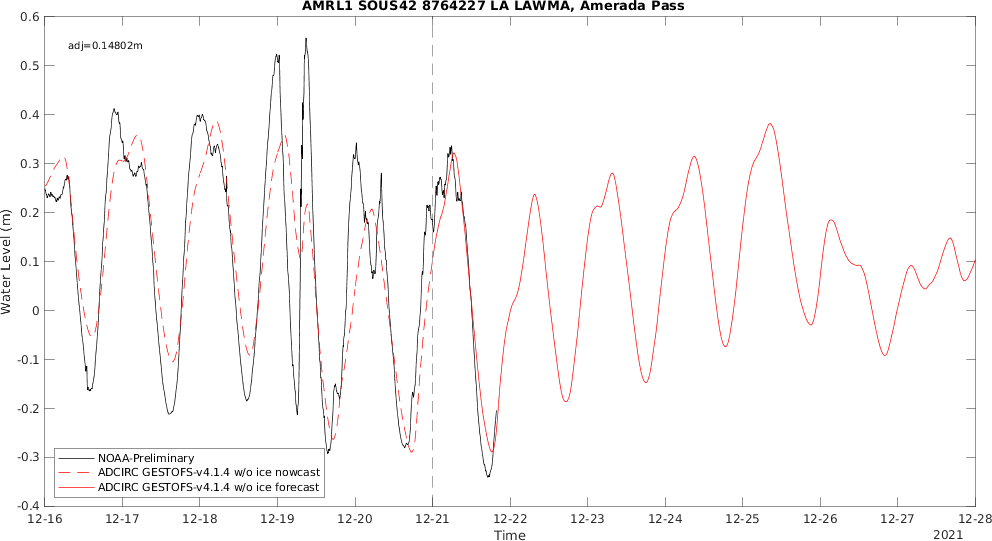 AMRL1 SOUS42 8764227 LA LAWMA, Amerada Pass
adj=0.14802m
0.6
0.5
0.4
0.3
0.2
0.1
0
-0.1
-0.2
-0.3
-0.4
Water Level (m)
NOAA-Preliminary
ADCIRC GESTOFS-v4.1.4 w/o ice nowcast
ADCIRC GESTOFS-v4.1.4 w/o ice forecast
12-16 12-17 12-18 12-19 12-20 12-21 12-22 12-23 12-24 12-25 12-26 12-27 12-28
Time
2021